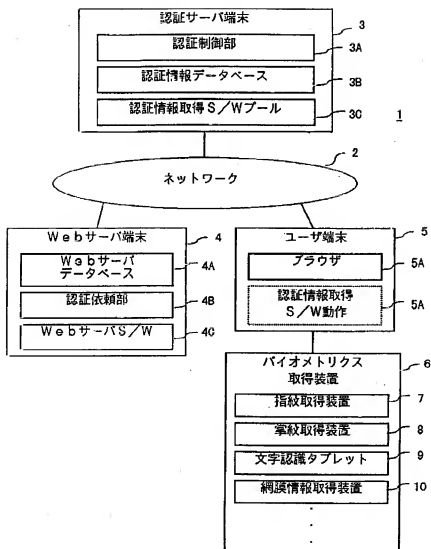 認証サーバ端末
3
認証制御部
3A
認証情報データベース
3B
認証情報取得S/Wプール
3C
1
2
ネットワーク
Webサーバ端末
4
Webサーバ
データベース
4A
認証依頼部
4B
WebサーバS/W
4C
ユーザ端末
5
ブラウザ
5A
認証情報取得
S/W動作
5A
バイオメトリクス
取得装置
6
指紋取得装置
7
掌紋取得装置
8
文字認識タブレット
9
網膜情報取得装置
10